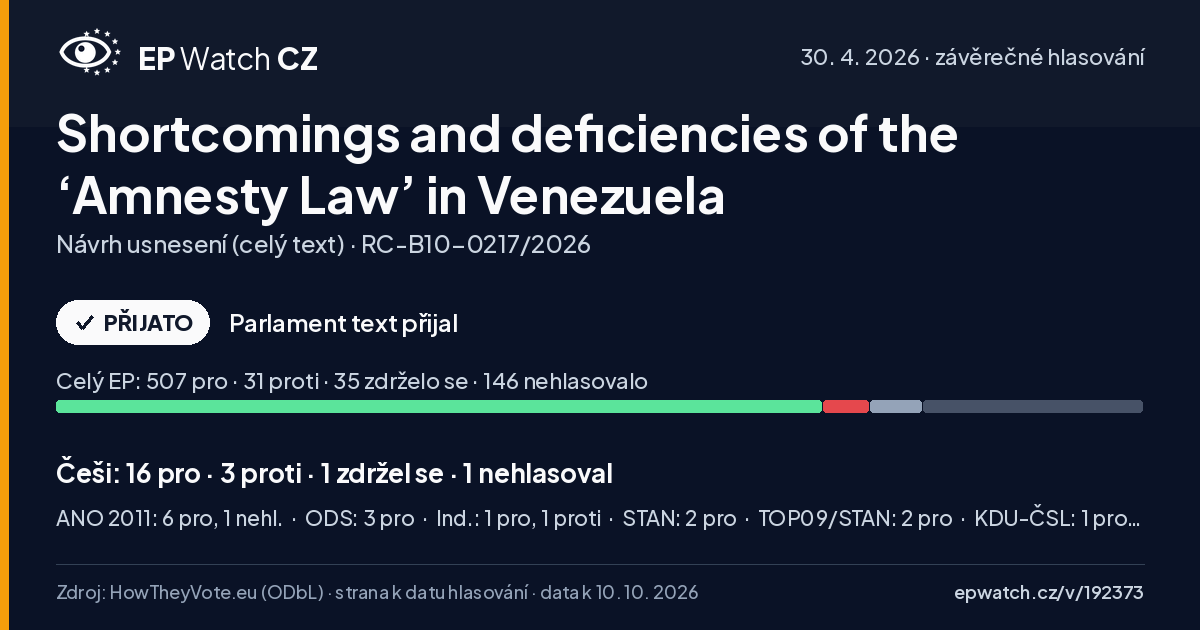 EP Watch CZ
30. 4. 2026 · závěrečné hlasování
Shortcomings and deficiencies of the
‘Amnesty Law’ in Venezuela
Návrh usnesení (celý text) · RC-B10-0217/2026
✓ PŘIJATO
Parlament text přijal
Celý EP: 507 pro · 31 proti · 35 zdrželo se · 146 nehlasovalo
Češi: 16 pro · 3 proti · 1 zdržel se · 1 nehlasoval
ANO 2011: 6 pro, 1 nehl. · ODS: 3 pro · Ind.: 1 pro, 1 proti · STAN: 2 pro · TOP09/STAN: 2 pro · KDU-ČSL: 1 pro…
Zdroj: HowTheyVote.eu (ODbL) · strana k datu hlasování · data k 10. 10. 2026
epwatch.cz/v/192373